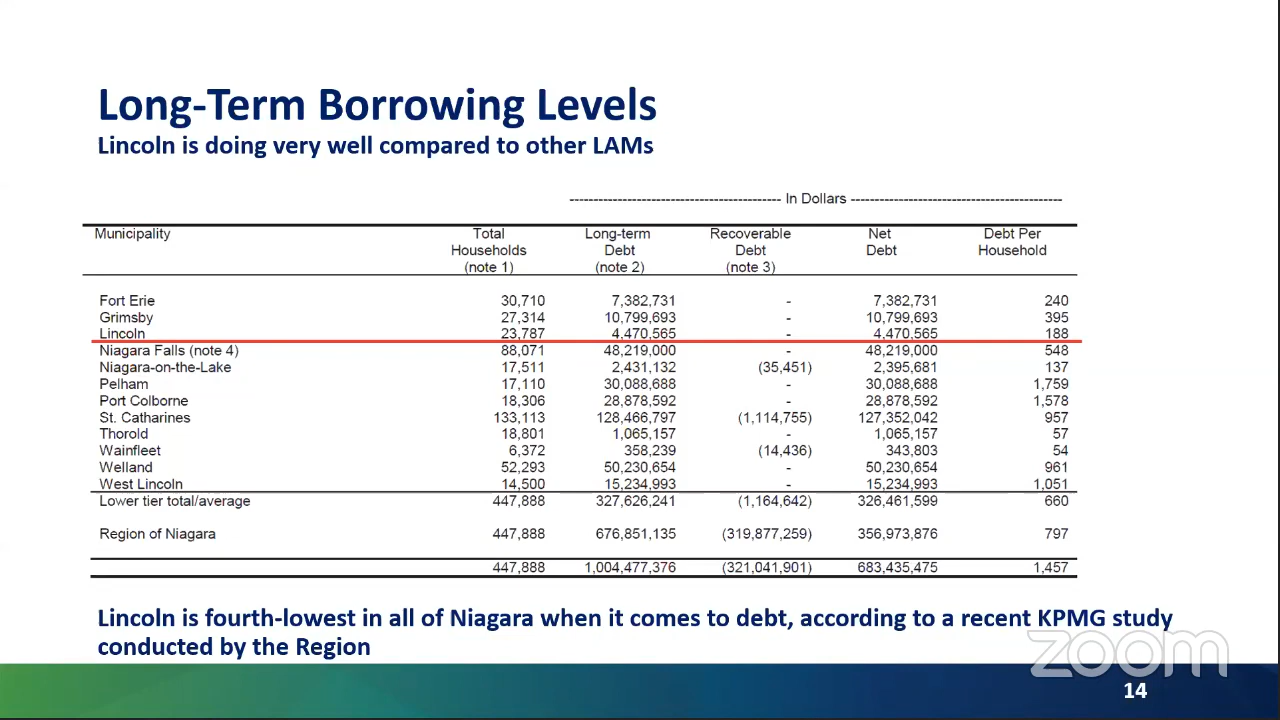 Long-Term Borrowing Levels
Lincoln is doing very well compared to other LAMs
-------------------------------------------- In Dollars --------------------------------------------
Municipality Total Long-term Recoverable Net Debt Per
Households Debt Debt Debt Household
(note 1) (note 2) (note 3)
Fort Erie 30,710 7,382,731 - 7,382,731 240
Grimsby 27,314 10,799,693 - 10,799,693 395
Lincoln 23,787 4,470,565 - 4,470,565 188
Niagara Falls (note 4) 88,071 48,219,000 - 48,219,000 548
Niagara-on-the-Lake 17,511 2,431,132 (35,451) 2,395,681 137
Pelham 17,110 30,088,688 - 30,088,688 1,759
Port Colborne 18,306 28,878,592 - 28,878,592 1,578
St. Catharines 133,113 128,466,797 (1,114,755) 127,352,042 957
Thorold 18,801 1,065,157 - 1,065,157 57
Wainfleet 6,372 358,239 (14,436) 343,803 54
Welland 52,293 50,230,654 - 50,230,654 961
West Lincoln 14,500 15,234,993 - 15,234,993 1,051
Lower tier total/average 447,888 327,626,241 (1,164,642) 326,461,599 660
Region of Niagara 447,888 676,851,135 (319,877,259) 356,973,876 797
447,888 1,004,477,376 (321,041,901) 683,435,475 1,457
Lincoln is fourth-lowest in all of Niagara when it comes to debt, according to a recent KPMG study
conducted by the Region
zoom
14